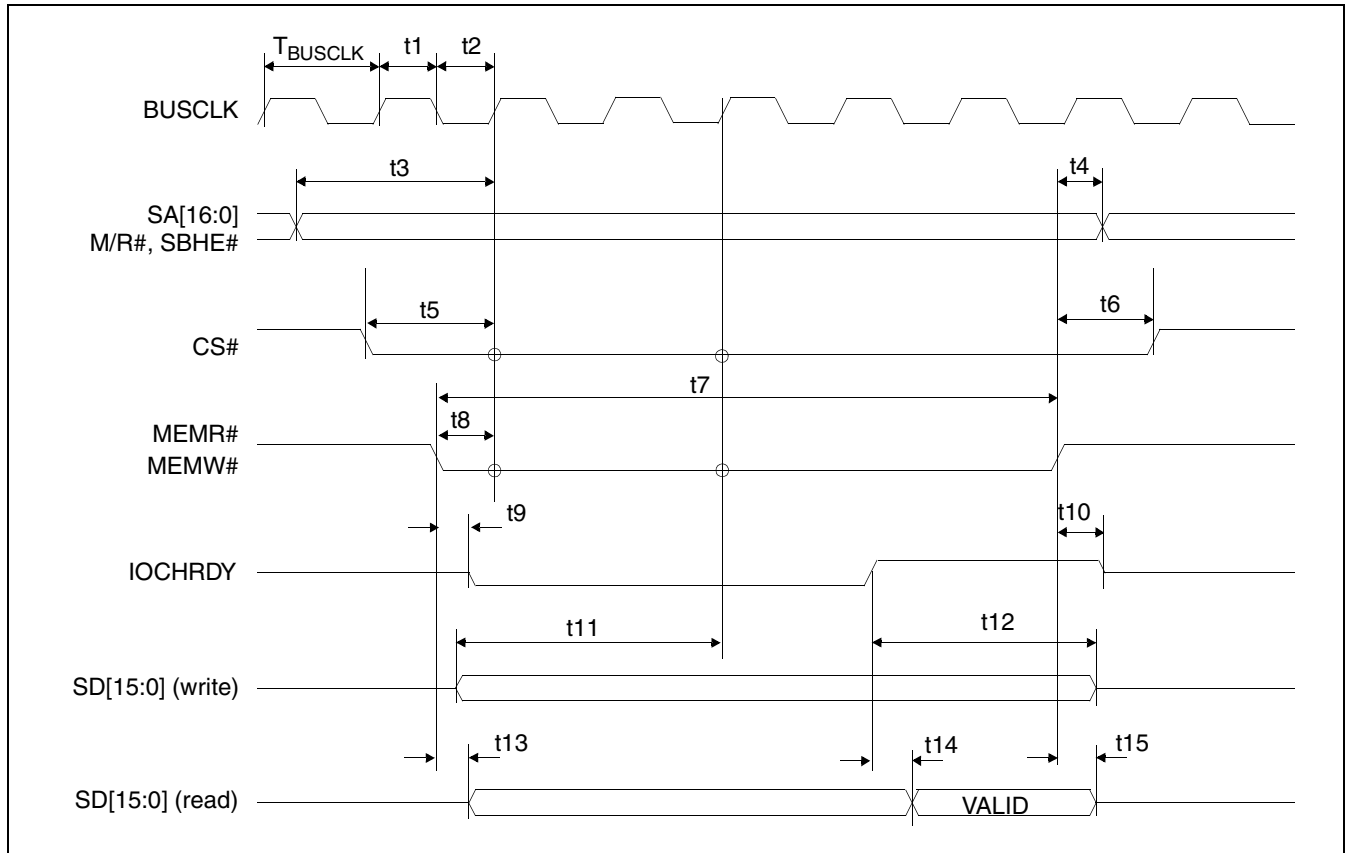 TBUSCLK t1 t2
BUSCLK
t3 t4
SA[16:0]
M/R#, SBHE#
t5 t6
CS#
t7
MEMR# t8
MEMW#
t9 t10
IOCHRDY
t11 t12
SD[15:0] (write)
t13 t14 t15
SD[15:0] (read) VALID